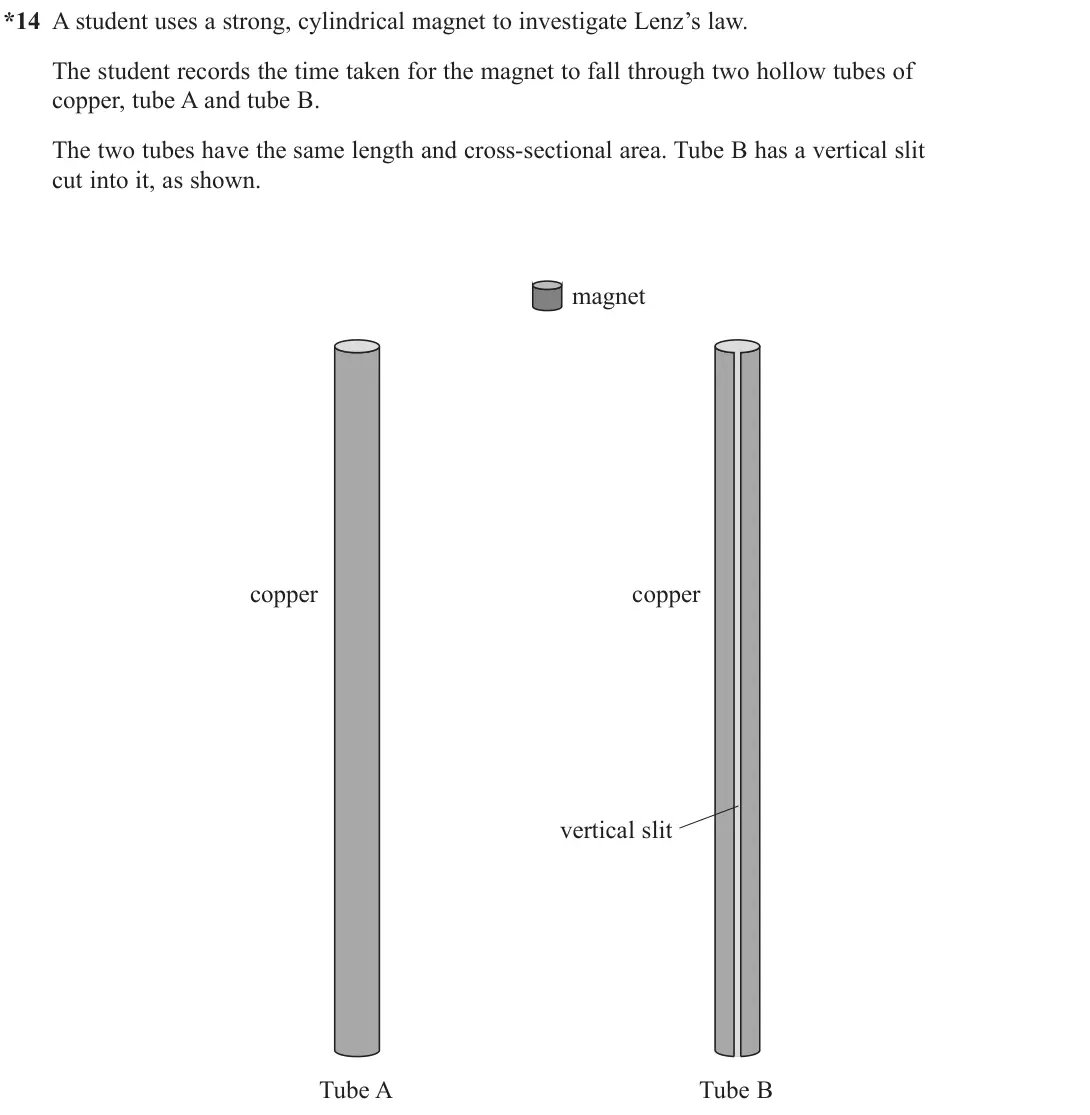 *14 A student uses a strong, cylindrical magnet to investigate Lenz’s law.
The student records the time taken for the magnet to fall through two hollow tubes of
copper, tube A and tube B.
The two tubes have the same length and cross-sectional area. Tube B has a vertical slit
cut into it, as shown.
magnet
copper
copper
vertical slit
Tube A
Tube B